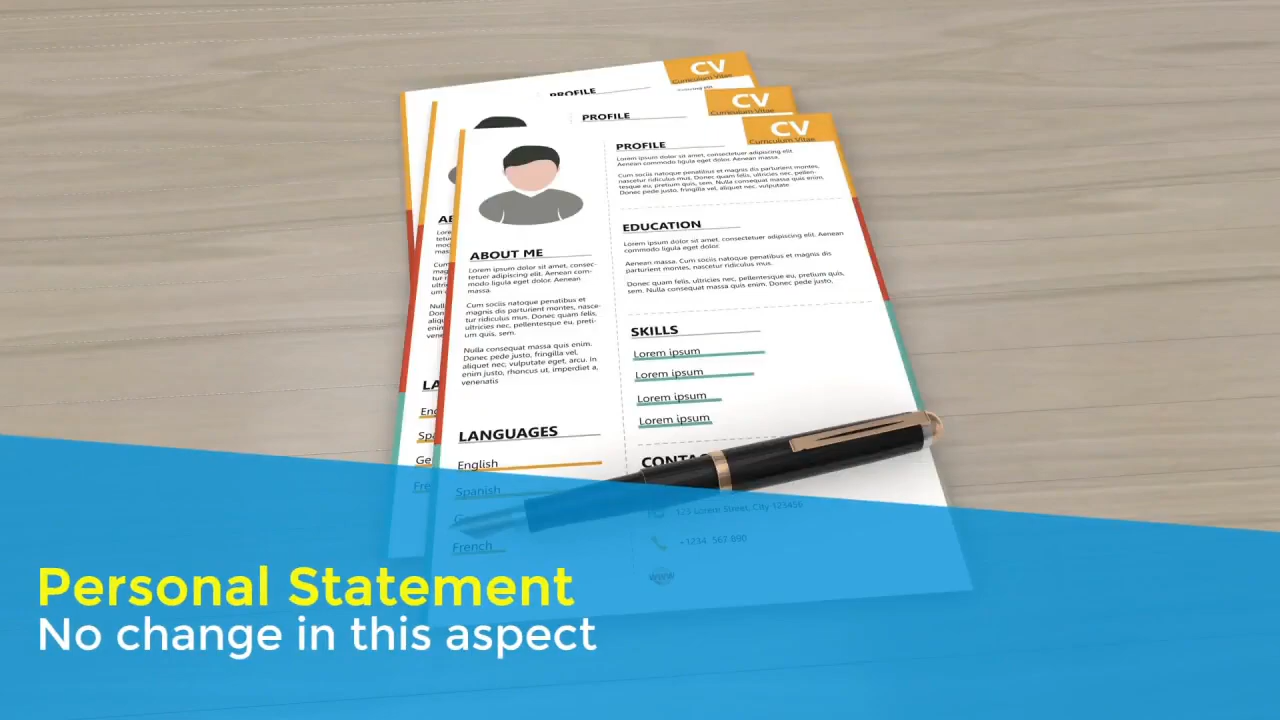 CV
Curriculum Vitae
PROFILE
CV
Curriculum Vitae
PROFILE
CV
Curriculum Vitae
PROFILE
Lorem ipsum dolor sit amet, consectetuer adipiscing elit.
Aenean commodo ligula eget dolor. Aenean massa.
Cum sociis natoque penatibus et magnis dis parturient montes,
nascetur ridiculus mus. Donec quam felis, ultricies nec, pellen-
tesque eu, pretium quis, sem. Nulla consequat massa quis enim.
Donec pede justo, fringilla vel, aliquet nec, vulputate
EDUCATION
Lorem ipsum dolor sit amet, consectetuer adipiscing elit. Aenean
commodo ligula eget dolor.
Aenean massa. Cum sociis natoque penatibus et magnis dis
parturient montes, nascetur ridiculus mus.
Donec quam felis, ultricies nec, pellentesque eu, pretium quis,
sem. Nulla consequat massa quis enim. Donec pede justo,
SKILLS
Lorem ipsum
Lorem ipsum
Lorem ipsum
Lorem ipsum
123 Lorem Street, City 123456
+1234 567 890
www
ABOUT ME
Lorem ipsum dolor sit amet, consec-
tetuer adipiscing elit. Aenean com-
modo ligula eget dolor. Aenean
massa.
Cum sociis natoque penatibus et
magnis dis parturient montes, nasce-
tur ridiculus mus. Donec quam felis,
ultricies nec, pellentesque eu, preti-
um quis, sem.
Nulla consequat massa quis enim.
Donec pede justo, fringilla vel,
aliquet nec, vulputate eget, arcu. In
enim justo, rhoncus ut, imperdiet a,
venenatis
LANGUAGES
English
Spanish
French
Personal Statement
No change in this aspect